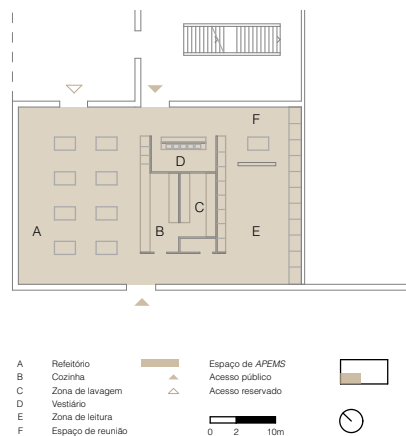 F
D
A
B
C
E
A Refeitório
B Cozinha
C Zona de lavagem
D Vestiário
E Zona de leitura
F Espaço de reunião
Espaço de APEMS
Acesso público
Acesso reservado
0 2 10m